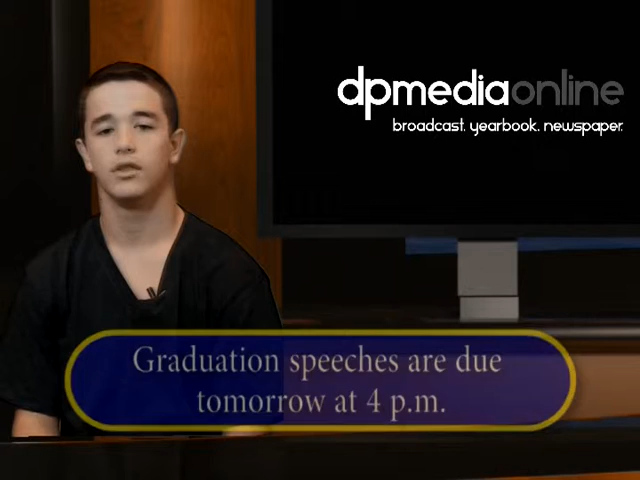 dpmediaonline
broadcast. yearbook. newspaper.
Graduation speeches are due
tomorrow at 4 p.m.